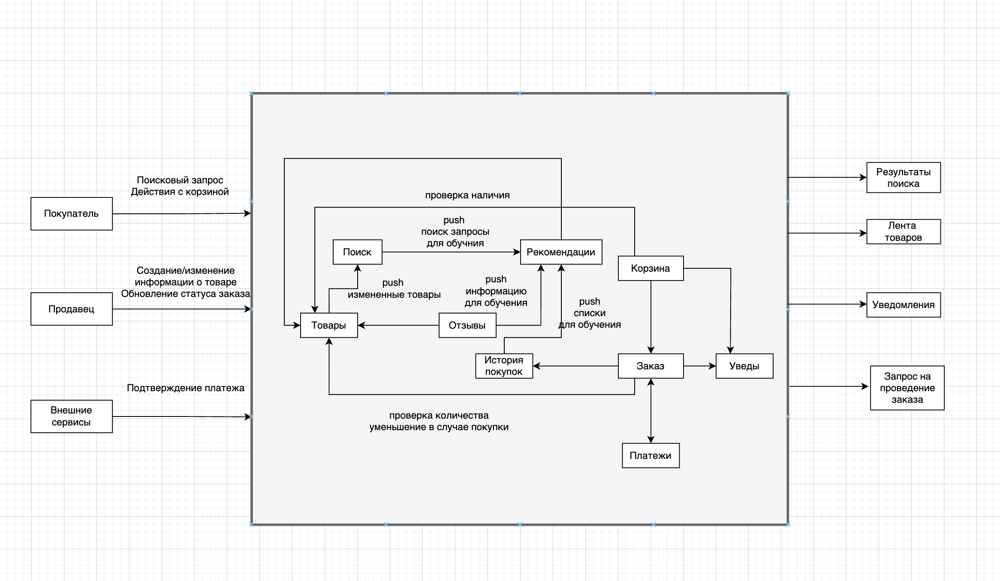 Поисковый запрос
Действия с корзиной
Покупатель
Создание/изменение
информации о товаре
Обновление статуса заказа
Продавец
Подтверждение платежа
Внешние
сервисы
проверка наличия
push
поиск запросы
для обучния
Поиск
Рекомендации
Корзина
push
измененные товары
push
информацию
для обучения
push
списки
для обучения
Товары
Отзывы
История
покупок
Заказ
Уведы
проверка количества
уменьшение в случае покупки
Платежи
Результаты
поиска
Лента
товаров
Уведомления
Запрос на
проведение
заказа